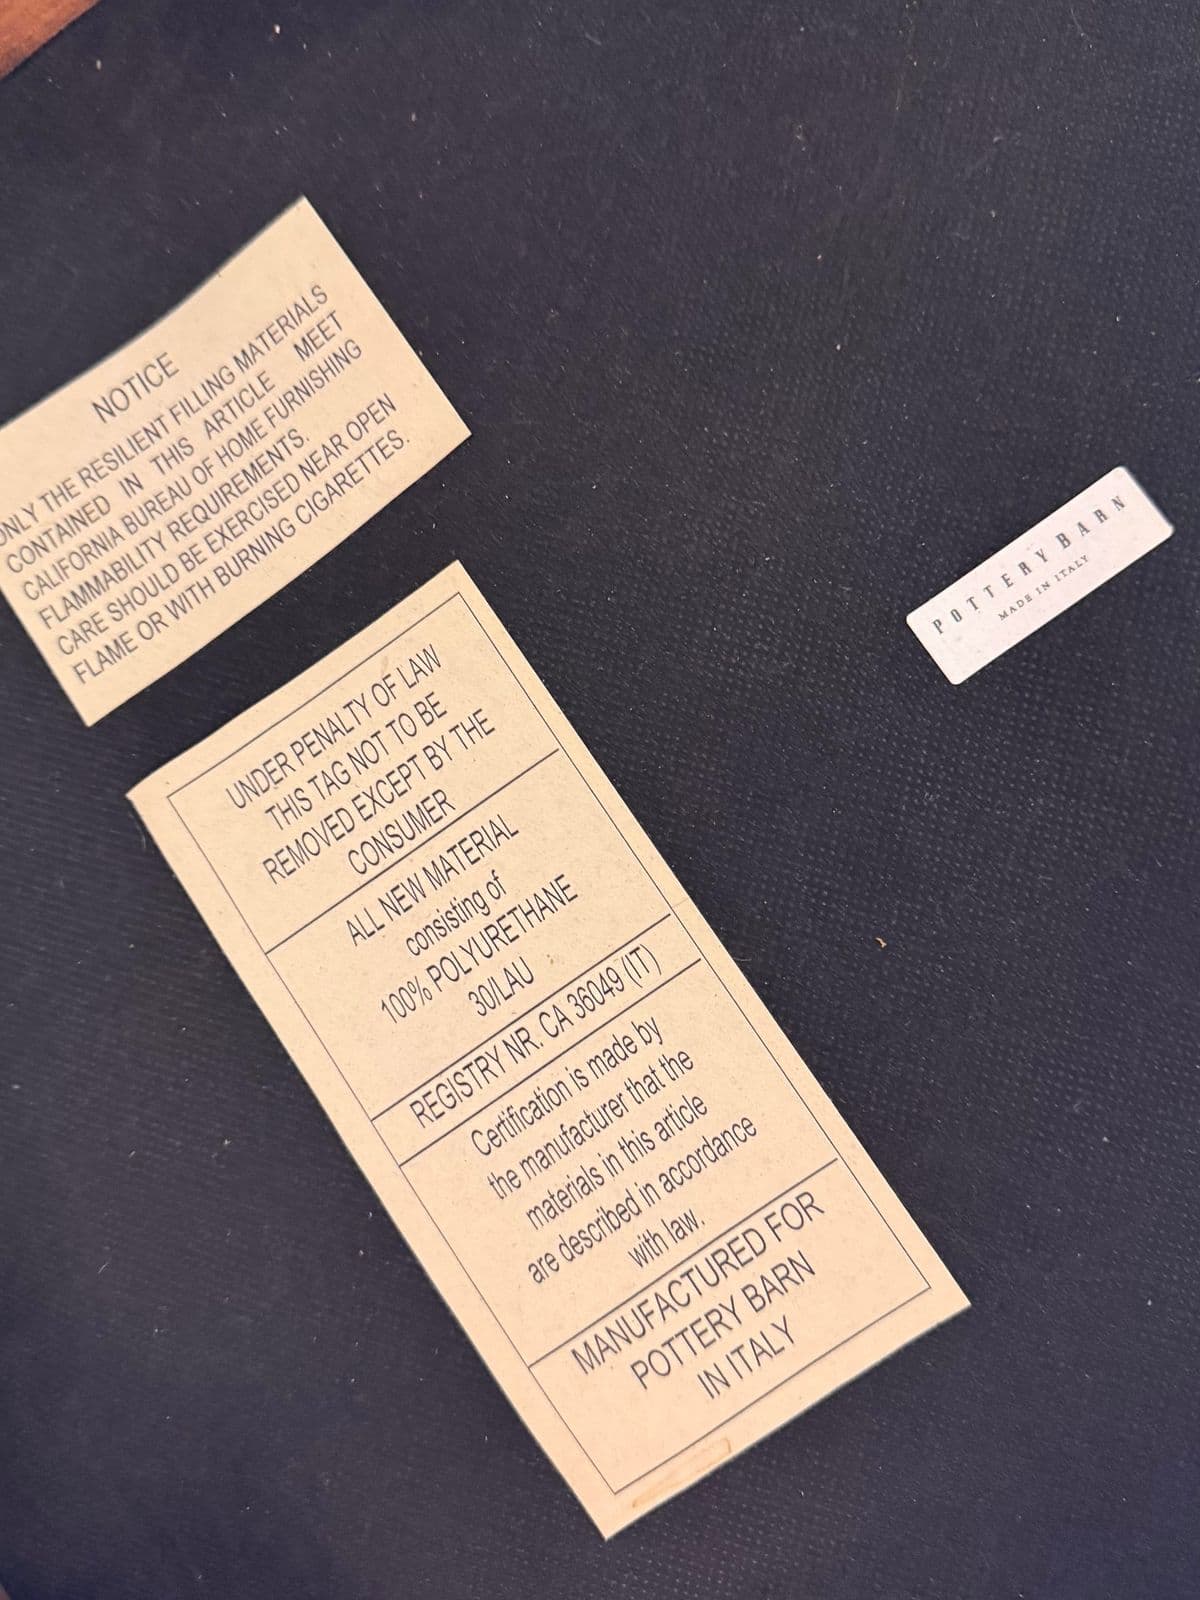 NOTICE
ONLY THE RESILIENT FILLING MATERIALS
CONTAINED IN THIS ARTICLE MEET
CALIFORNIA BUREAU OF HOME FURNISHING
FLAMMABILITY REQUIREMENTS.
CARE SHOULD BE EXERCISED NEAR OPEN
FLAME OR WITH BURNING CIGARETTES.
UNDER PENALTY OF LAW
THIS TAG NOT TO BE
REMOVED EXCEPT BY THE
CONSUMER
ALL NEW MATERIAL
consisting of
100% POLYURETHANE
30/LAU
REGISTRY NR. CA 36049 (IT)
Certification is made by
the manufacturer that the
materials in this article
are described in accordance
with law.
MANUFACTURED FOR
POTTERY BARN
IN ITALY
POTTERY BARN
MADE IN ITALY